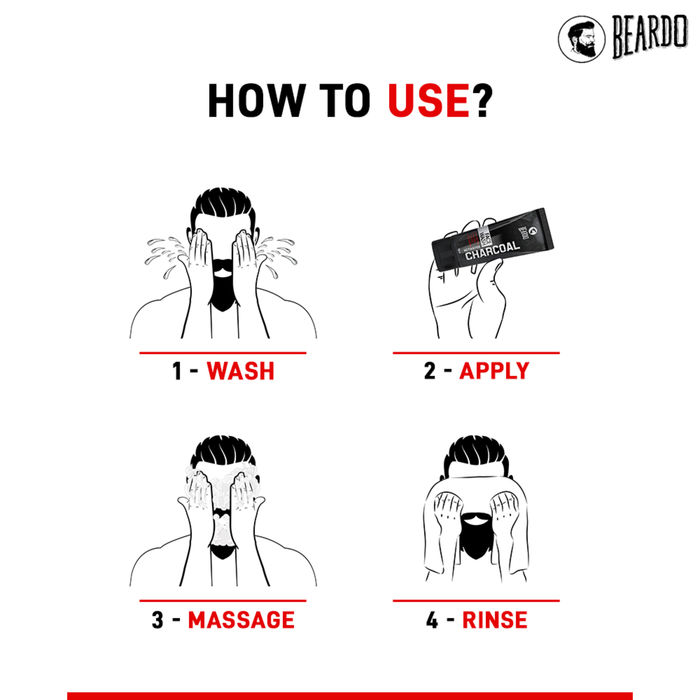 BEARDO
HOW TO USE?
CHARCOAL
1 - WASH
2 - APPLY
3 - MASSAGE
4 - RINSE